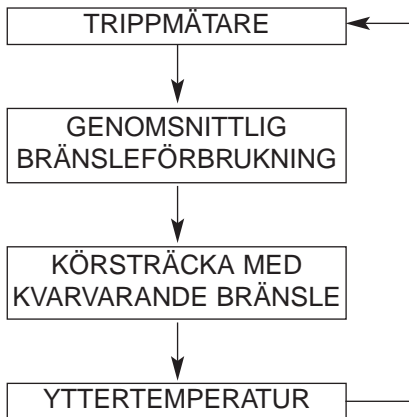 TRIPPMÄTARE
GENOMSNITTLIG
BRÄNSLEFÖRBRUKNING
KÖRSTRÄCKA MED
KVARVARANDE BRÄNSLE
YTTERTEMPERATUR